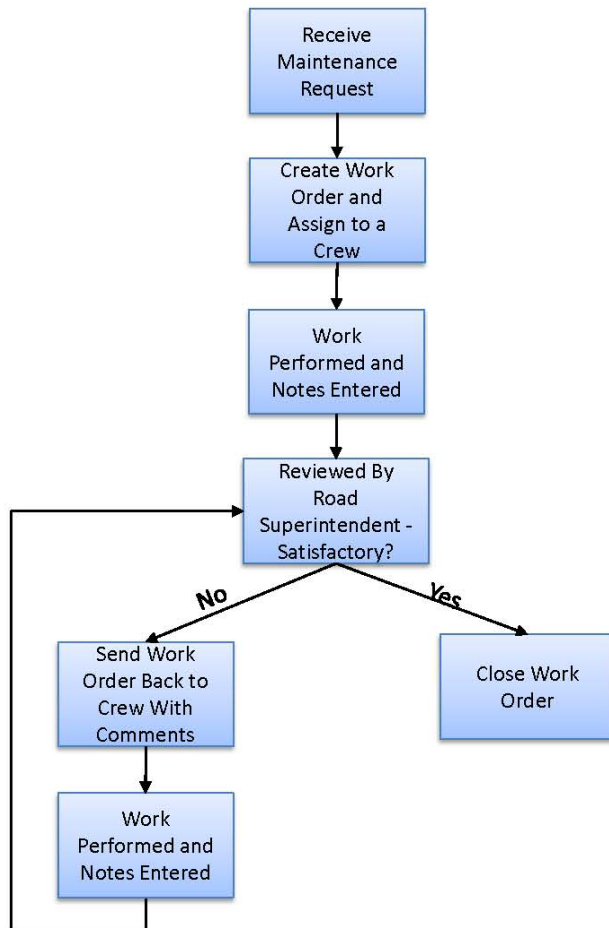 Receive
Maintenance
Request
Create Work
Order and
Assign to a
Crew
Work
Performed and
Notes Entered
Reviewed By
Road
Superintendent -
Satisfactory?
No
Yes
Send Work
Order Back to
Crew With
Comments
Close Work
Order
Work
Performed and
Notes Entered